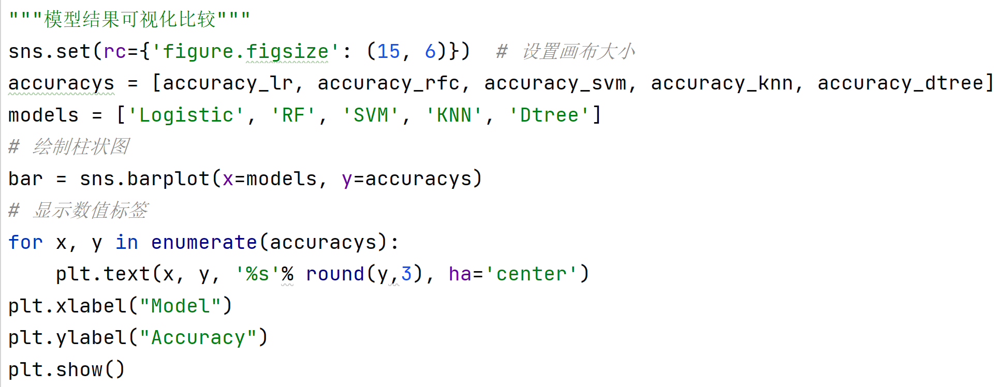 """模型结果可视化比较"""
sns.set(rc={'figure.figsize': (15, 6)})  # 设置画布大小
accuracys = [accuracy_lr, accuracy_rfc, accuracy_svm, accuracy_knn, accuracy_dtree]
models = ['Logistic', 'RF', 'SVM', 'KNN', 'Dtree']
# 绘制柱状图
bar = sns.barplot(x=models, y=accuracys)
# 显示数值标签
for x, y in enumerate(accuracys):
    plt.text(x, y, '%s'% round(y,3), ha='center')
plt.xlabel("Model")
plt.ylabel("Accuracy")
plt.show()